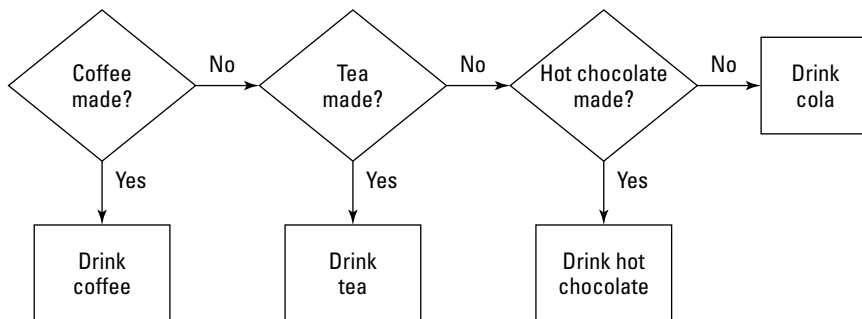 Coffee
made?
No
Tea
made?
No
Hot chocolate
made?
No
Drink
cola
Yes
Yes
Yes
Drink
coffee
Drink
tea
Drink hot
chocolate